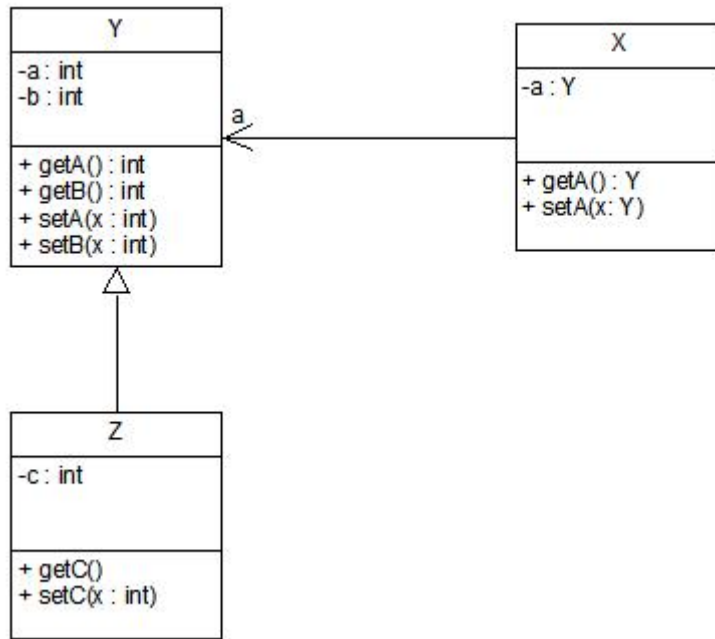 Y
-a : int
-b : int
+ getA() : int
+ getB() : int
+ setA(x : int)
+ setB(x : int)
a
X
-a : Y
+ getA() : Y
+ setA(x: Y)
Z
-c : int
+ getC()
+ setC(x : int)